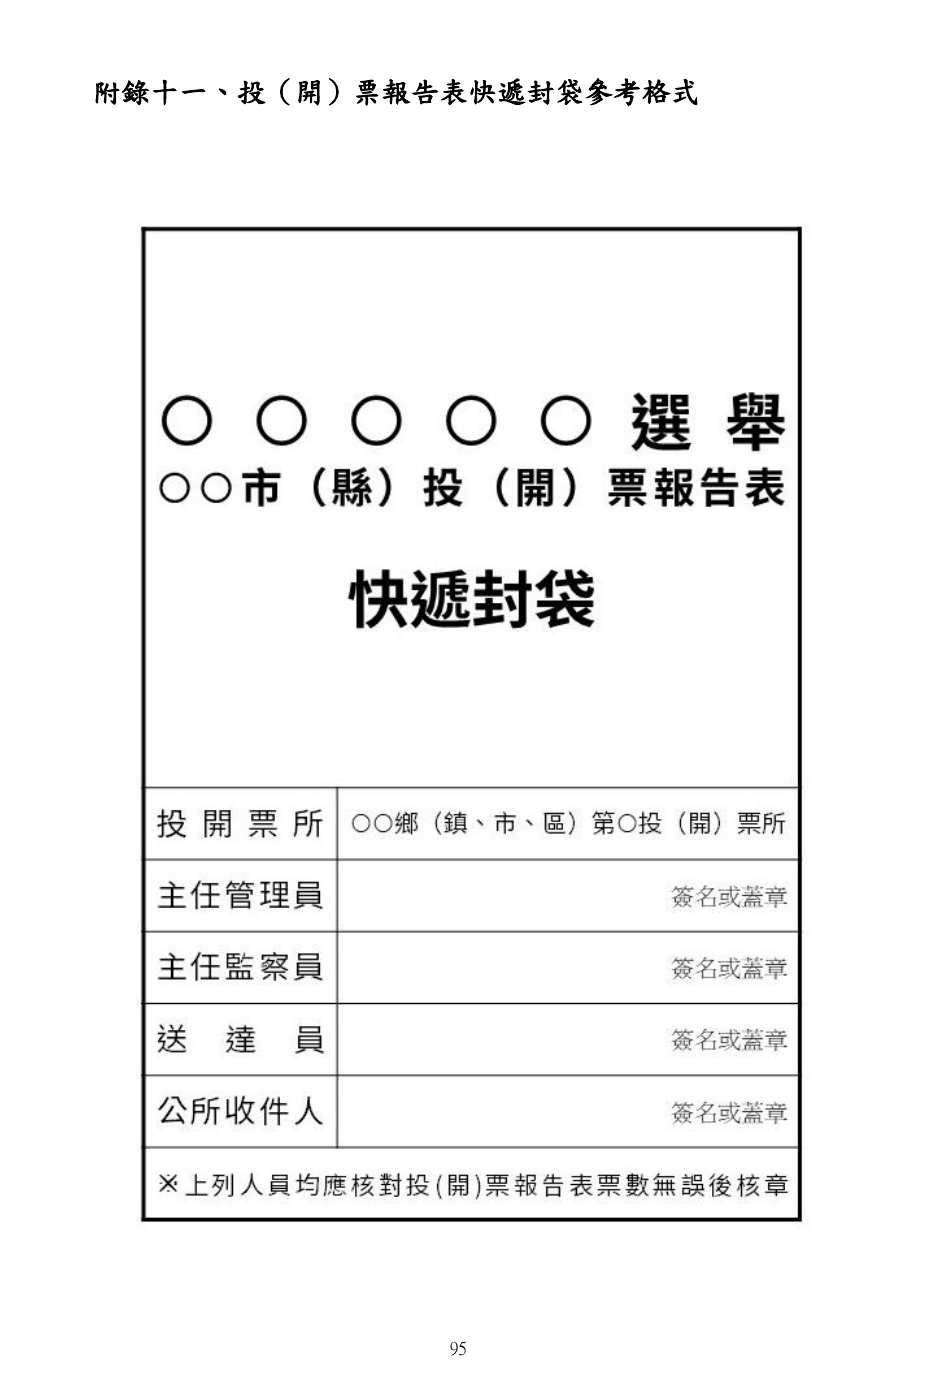 附錄十一、投（開）票報告表快遞封袋參考格式
○○○○○選舉
○○市（縣）投（開）票報告表
快遞封袋
投開票所 ○○鄉（鎮、市、區）第○投（開）票所
主任管理員 簽名或蓋章
主任監察員 簽名或蓋章
送達員 簽名或蓋章
公所收件人 簽名或蓋章
※上列人員均應核對投(開)票報告表票數無誤後核章
95